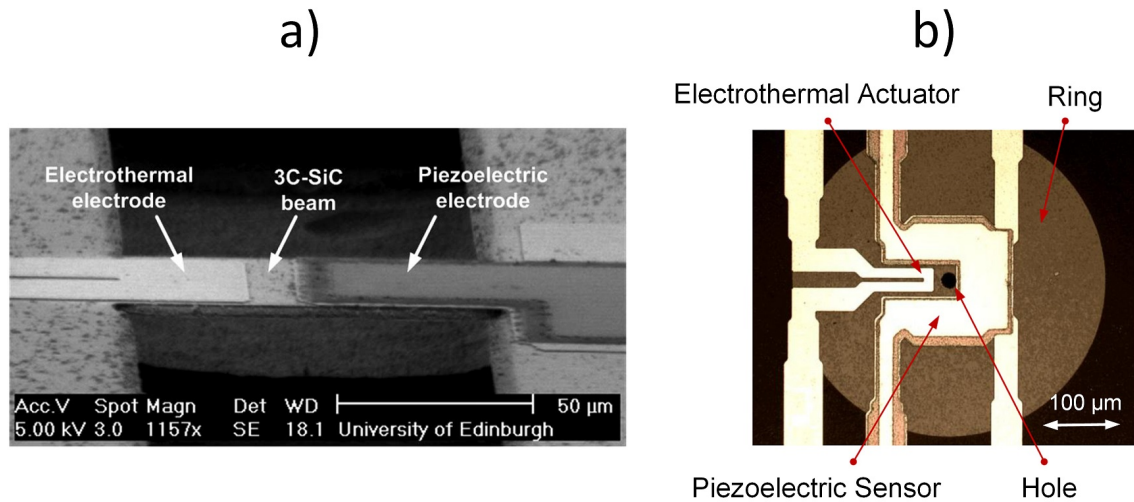 a)
b)
Electrothermal
electrode
3C-SiC
beam
Piezoelectric
electrode
Acc.V Spot Magn Det WD 50 µm
5.00 kV 3.0 1157x SE 18.1 University of Edinburgh
Electrothermal Actuator
Ring
100 µm
Piezoelectric Sensor
Hole